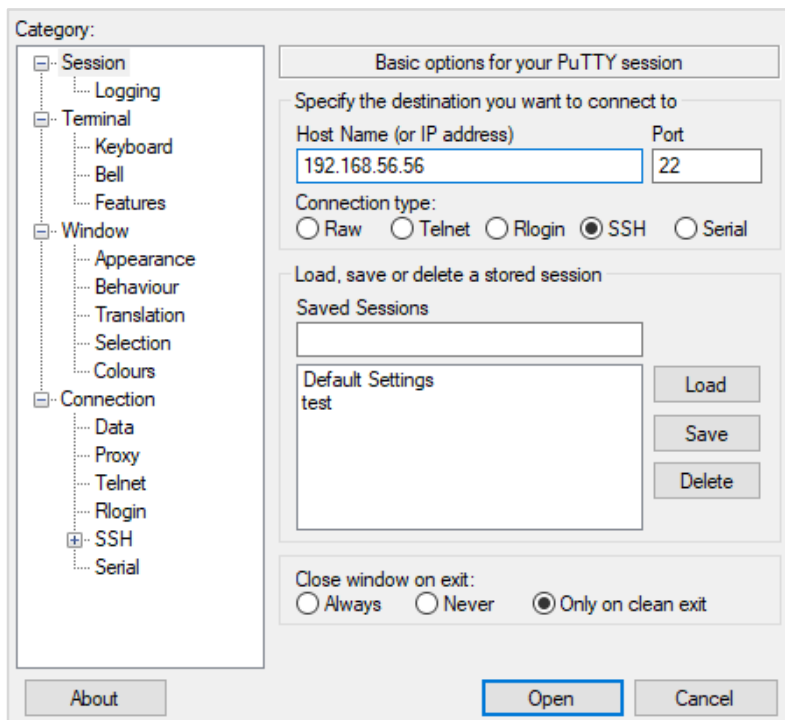 Category:
Session
Logging
Terminal
Keyboard
Bell
Features
Window
Appearance
Behaviour
Translation
Selection
Colours
Connection
Data
Proxy
Telnet
Rlogin
SSH
Serial
Basic options for your PuTTY session
Specify the destination you want to connect to
Host Name (or IP address) Port
192.168.56.56 22
Connection type:
Raw Telnet Rlogin SSH Serial
Load, save or delete a stored session
Saved Sessions
Default Settings
test
Load
Save
Delete
Close window on exit:
Always Never Only on clean exit
About Open Cancel